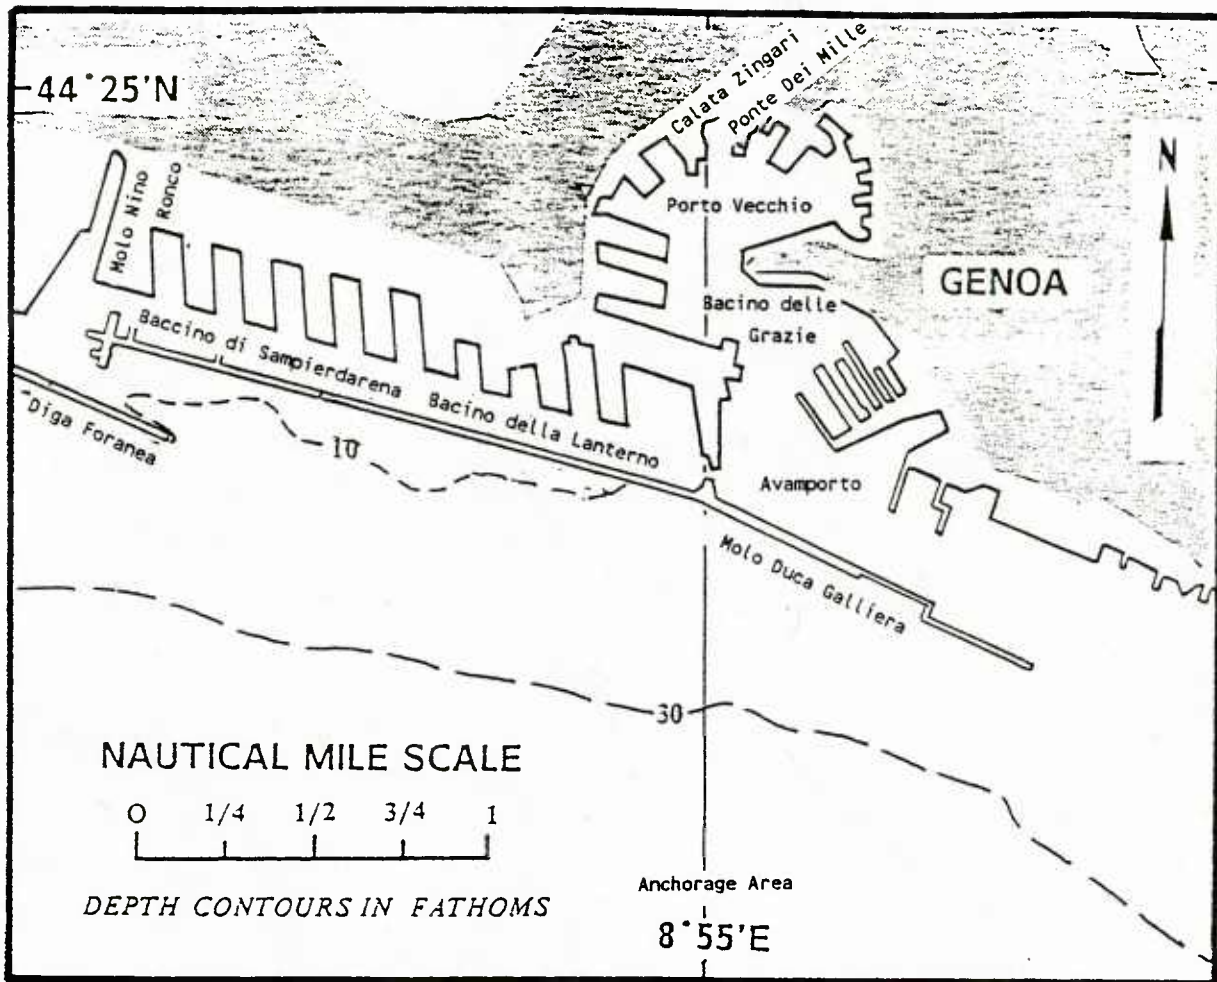 44°25'N
Calata Zingari
Ponte Dei Mille
N
Molo Nino
Ronco
Porto Vecchio
GENOA
Bacino delle
Grazie
Baccino di Sampierdarena
Bacino della Lanterno
Diga Foranea
10
Avamporto
Molo Duca Galliera
30
NAUTICAL MILE SCALE
0 1/4 1/2 3/4 1
DEPTH CONTOURS IN FATHOMS
Anchorage Area
8°55'E